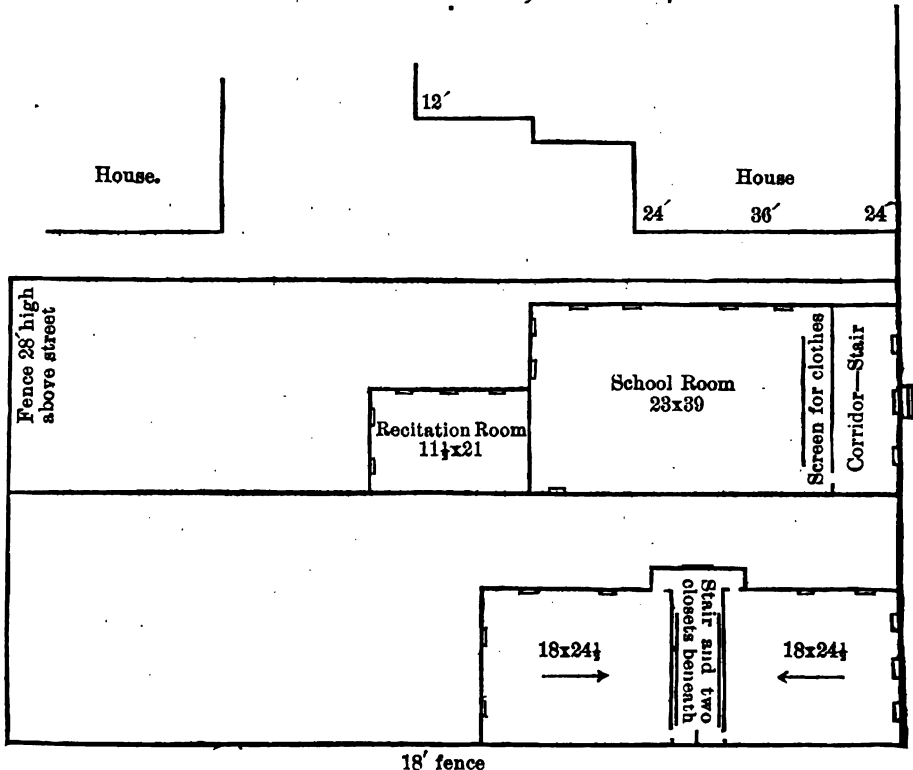 12′
House.
House
24′ 36′ 24′
Fence 28′ high
above street
School Room
23x39
Screen for clothes
Corridor—Stair
Recitation Room
11½x21
Stair and two
closets beneath
18x24½
18x24½
18′ fence